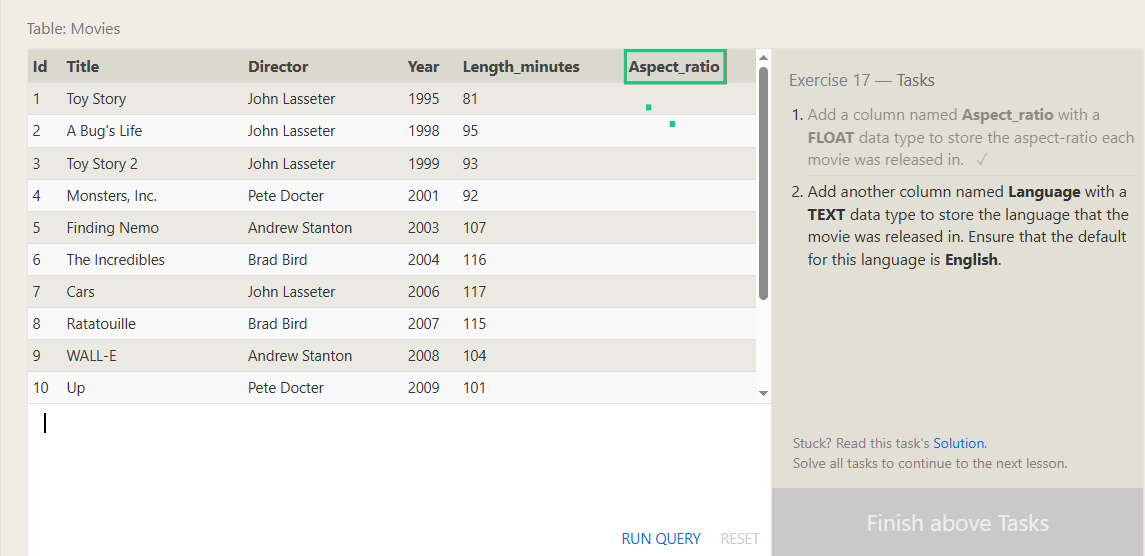 Table: Movies
Id Title Director Year Length_minutes Aspect_ratio
1 Toy Story John Lasseter 1995 81
2 A Bug's Life John Lasseter 1998 95
3 Toy Story 2 John Lasseter 1999 93
4 Monsters, Inc. Pete Docter 2001 92
5 Finding Nemo Andrew Stanton 2003 107
6 The Incredibles Brad Bird 2004 116
7 Cars John Lasseter 2006 117
8 Ratatouille Brad Bird 2007 115
9 WALL-E Andrew Stanton 2008 104
10 Up Pete Docter 2009 101
RUN QUERY RESET
Exercise 17 — Tasks
1. Add a column named Aspect_ratio with a
FLOAT data type to store the aspect-ratio each
movie was released in. ✓
2. Add another column named Language with a
TEXT data type to store the language that the
movie was released in. Ensure that the default
for this language is English.
Stuck? Read this task's Solution.
Solve all tasks to continue to the next lesson.
Finish above Tasks